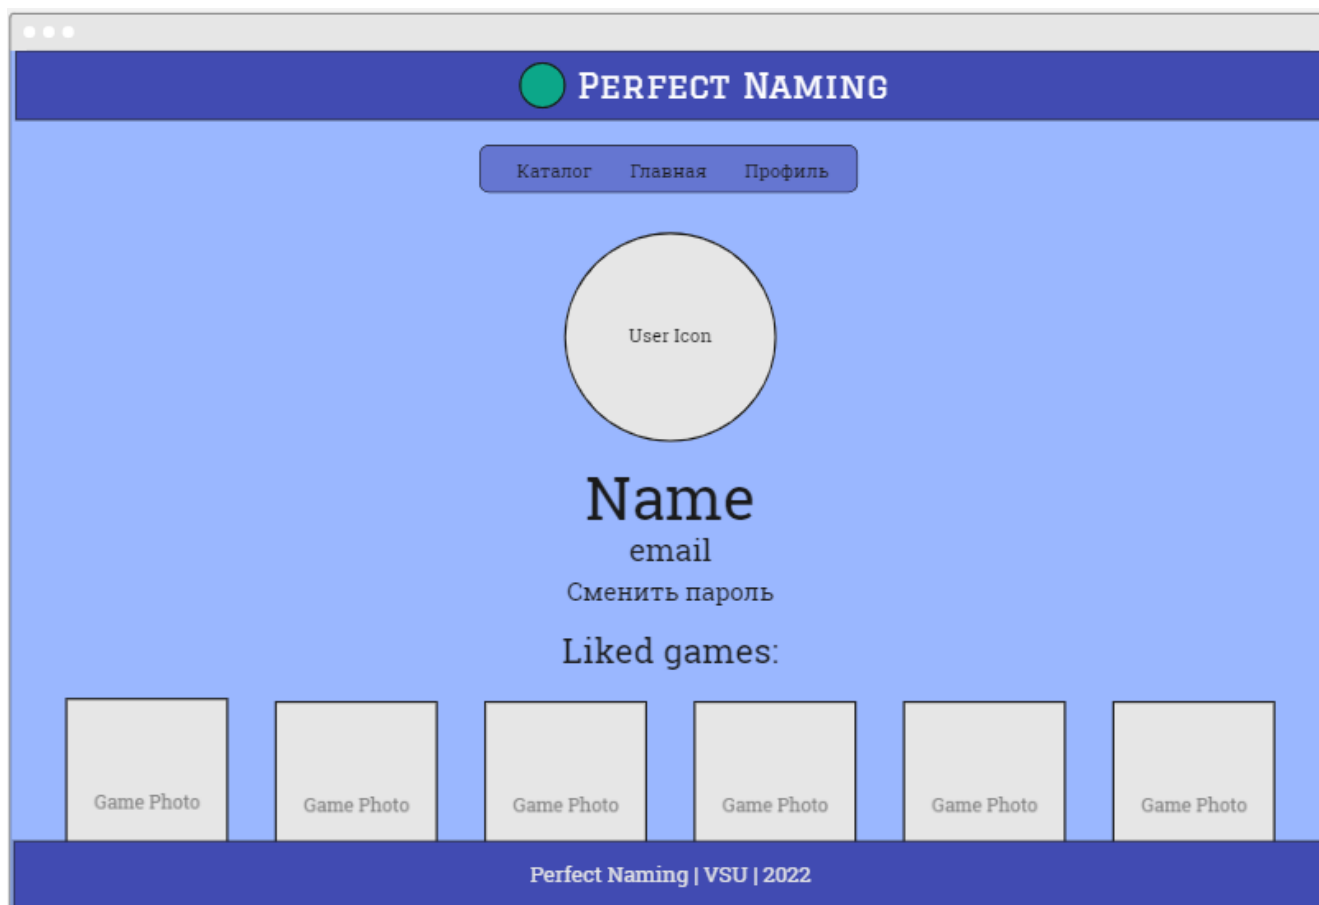 Perfect Naming
Каталог Главная Профиль
User Icon
Name
email
Сменить пароль
Liked games:
Game Photo Game Photo Game Photo Game Photo Game Photo Game Photo
Perfect Naming | VSU | 2022